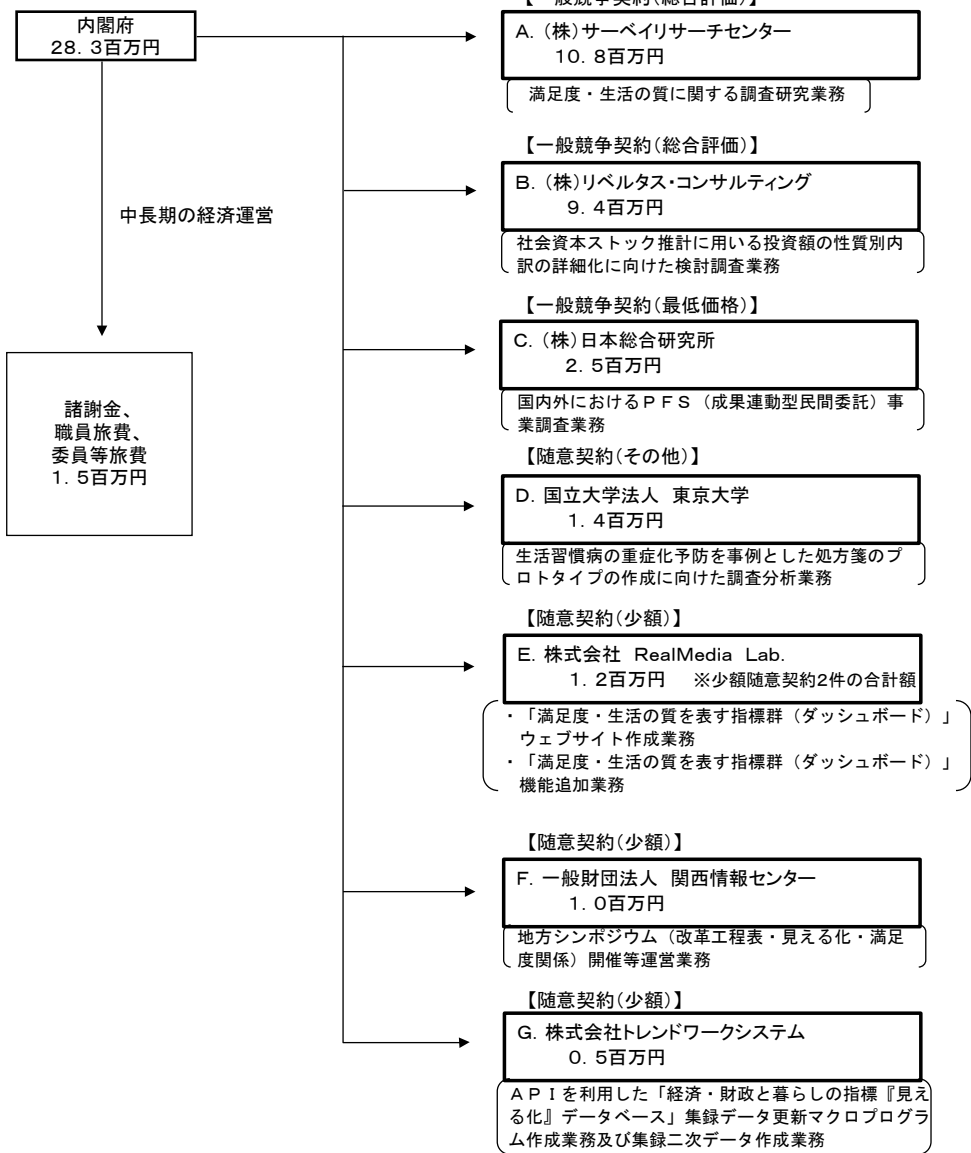 【一般競争契約（総合評価）】
内閣府
２８．３百万円
A．（株）サーベイリサーチセンター
１０．８百万円
満足度・生活の質に関する調査研究業務
【一般競争契約（総合評価）】
B．（株）リベルタス・コンサルティング
９．４百万円
中長期の経済運営
社会資本ストック推計に用いる投資額の性質別内
訳の詳細化に向けた検討調査業務
【一般競争契約（最低価格）】
C．（株）日本総合研究所
２．５百万円
諸謝金、
職員旅費、
委員等旅費
１．５百万円
国内外におけるＰＦＳ（成果連動型民間委託）事
業調査業務
【随意契約（その他）】
D．国立大学法人　東京大学
１．４百万円
生活習慣病の重症化予防を事例とした処方箋のプ
ロトタイプの作成に向けた調査分析業務
【随意契約（少額）】
E．株式会社　RealMedia Lab.
１．２百万円　※少額随意契約2件の合計額
・「満足度・生活の質を表す指標群（ダッシュボード）」
ウェブサイト作成業務
・「満足度・生活の質を表す指標群（ダッシュボード）」
機能追加業務
【随意契約（少額）】
F．一般財団法人　関西情報センター
１．０百万円
地方シンポジウム（改革工程表・見える化・満足
度関係）開催等運営業務
【随意契約（少額）】
G．株式会社トレンドワークシステム
０．５百万円
ＡＰＩを利用した「経済・財政と暮らしの指標『見え
る化』データベース」集録データ更新マクロプログラ
ム作成業務及び集録二次データ作成業務